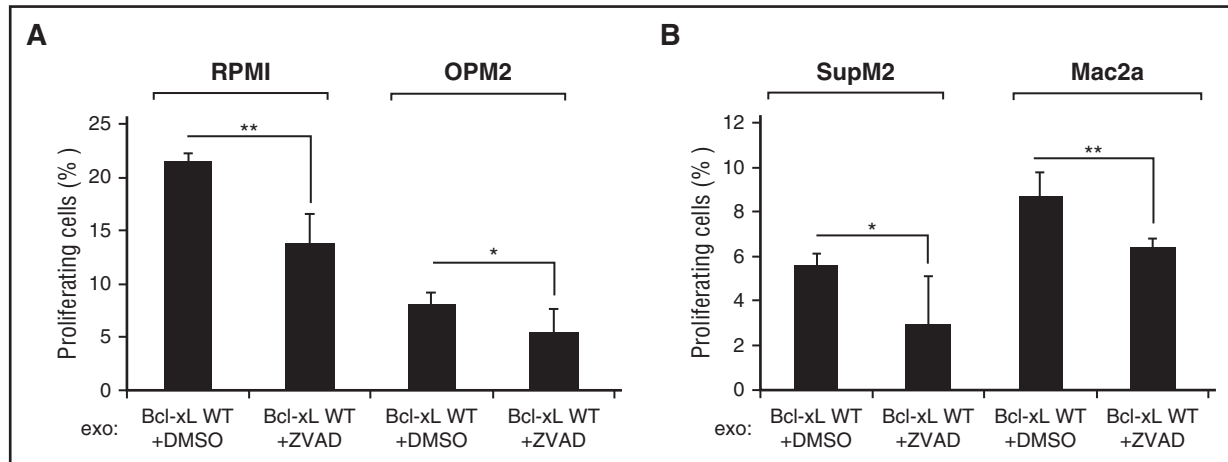 A
RPMI OPM2
Proliferating cells (%)
25
20
15
10
5
0
** *
exo: Bcl-xL WT +DMSO Bcl-xL WT +ZVAD Bcl-xL WT +DMSO Bcl-xL WT +ZVAD
B
SupM2 Mac2a
Proliferating cells (%)
12
10
8
6
4
2
0
* **
exo: Bcl-xL WT +DMSO Bcl-xL WT +ZVAD Bcl-xL WT +DMSO Bcl-xL WT +ZVAD